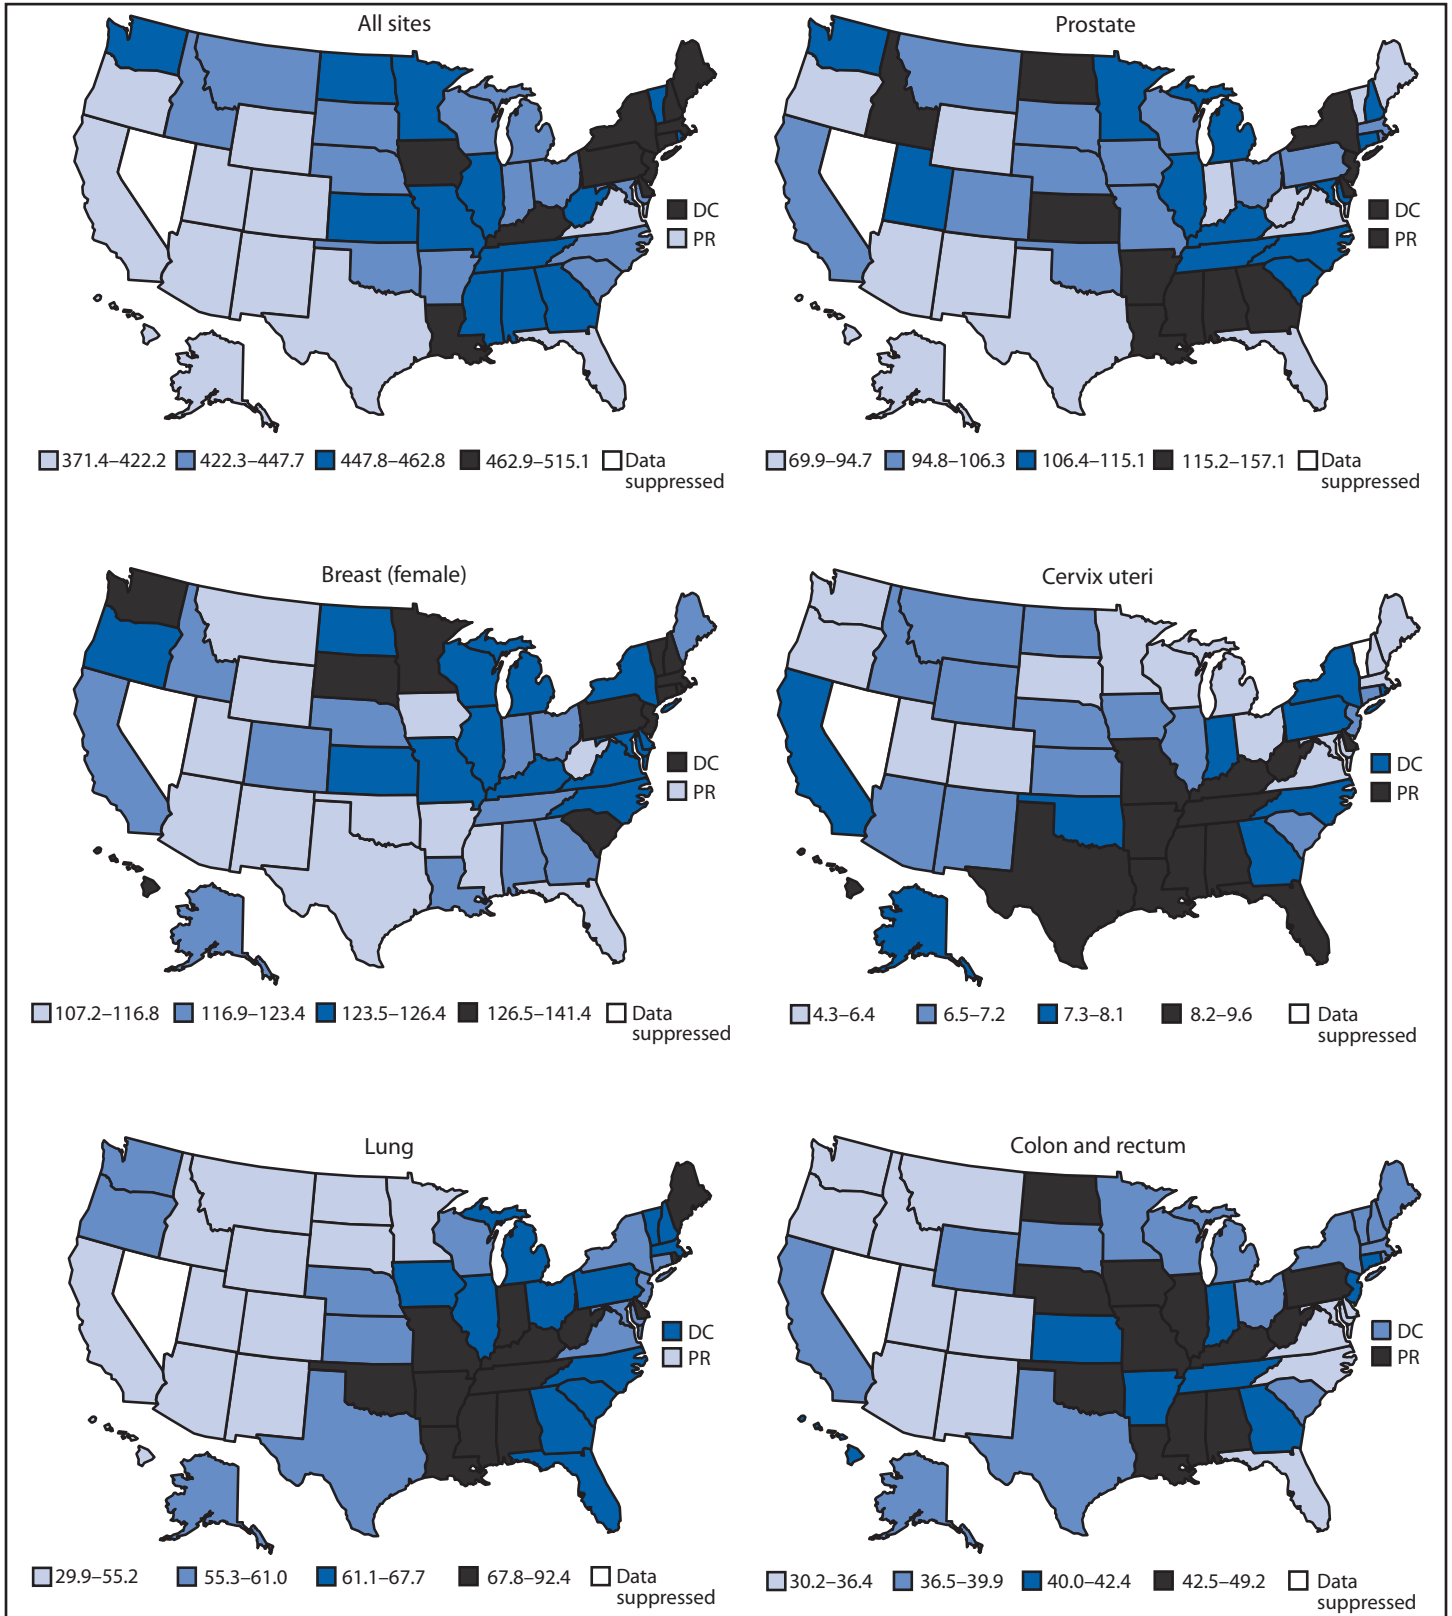 All sites
DC
PR
371.4–422.2 422.3–447.7 447.8–462.8 462.9–515.1 Data
suppressed
Prostate
DC
PR
69.9–94.7 94.8–106.3 106.4–115.1 115.2–157.1 Data
suppressed
Breast (female)
DC
PR
107.2–116.8 116.9–123.4 123.5–126.4 126.5–141.4 Data
suppressed
Cervix uteri
DC
PR
4.3–6.4 6.5–7.2 7.3–8.1 8.2–9.6 Data
suppressed
Lung
DC
PR
29.9–55.2 55.3–61.0 61.1–67.7 67.8–92.4 Data
suppressed
Colon and rectum
DC
PR
30.2–36.4 36.5–39.9 40.0–42.4 42.5–49.2 Data
suppressed